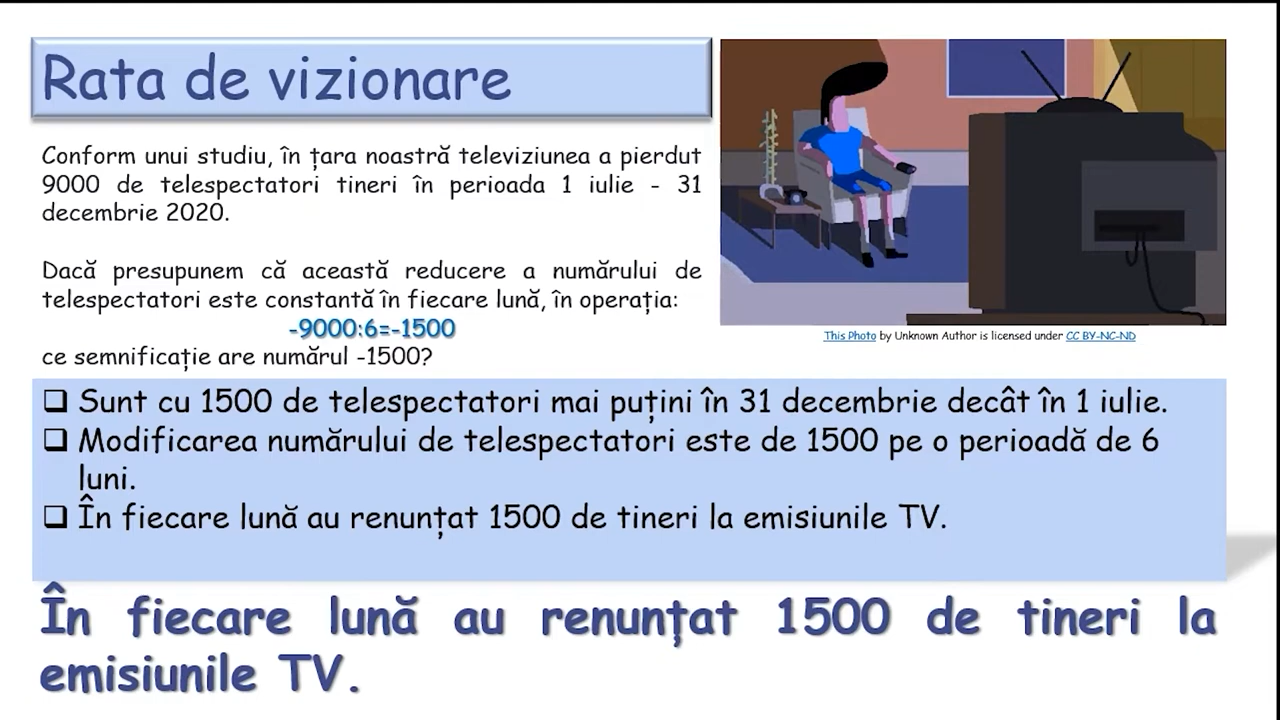 Rata de vizionare
Conform unui studiu, în țara noastră televiziunea a pierdut
9000 de telespectatori tineri în perioada 1 iulie - 31
decembrie 2020.
Dacă presupunem că această reducere a numărului de
telespectatori este constantă în fiecare lună, în operația:
-9000:6=-1500
ce semnificație are numărul -1500?
This Photo by Unknown Author is licensed under CC BY-NC-ND
❑ Sunt cu 1500 de telespectatori mai puțini în 31 decembrie decât în 1 iulie.
❑ Modificarea numărului de telespectatori este de 1500 pe o perioadă de 6
luni.
❑ În fiecare lună au renunțat 1500 de tineri la emisiunile TV.
În fiecare lună au renunțat 1500 de tineri la
emisiunile TV.